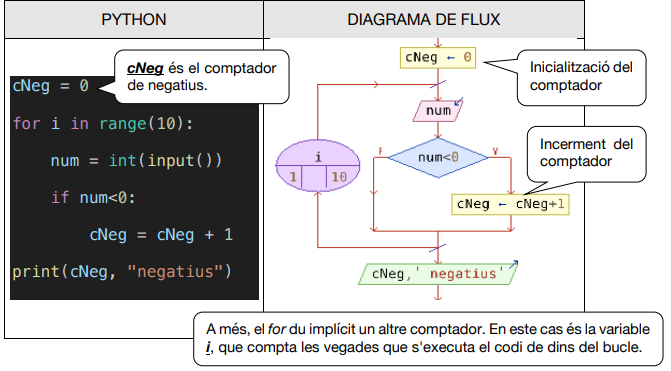 PYTHON
DIAGRAMA DE FLUX
cNeg és el comptador
de negatius.
cNeg = 0
for i in range(10):
num = int(input())
if num<0:
cNeg = cNeg + 1
print(cNeg, "negatius")
cNeg ← 0
Inicialització del
comptador
num
i
1 10
F
num<0
V
Incerment del
comptador
cNeg ← cNeg+1
cNeg,' negatius'
A més, el for du implícit un altre comptador. En este cas és la variable
i, que compta les vegades que s'executa el codi de dins del bucle.